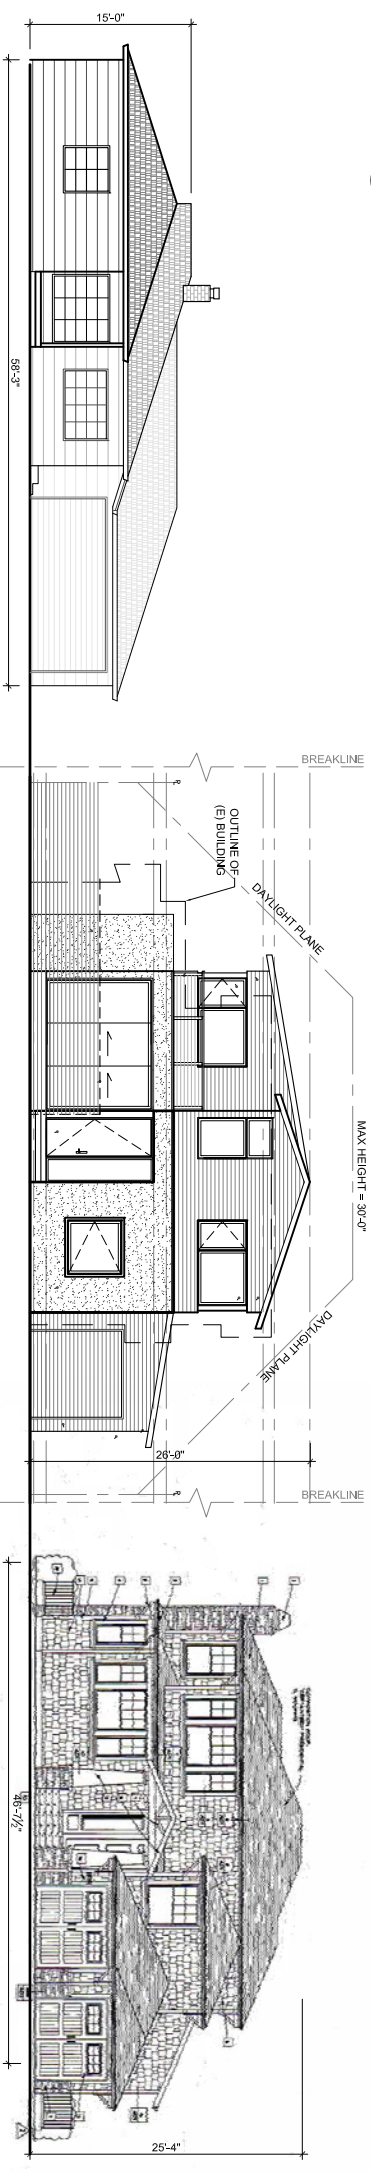 15'-0"
58'-3"
BREAKLINE
OUTLINE OF
(E) BUILDING
DAYLIGHT PLANE
MAX HEIGHT = 30'-0"
DAYLIGHT PLANE
26'-0"
BREAKLINE
46'-7½"
25'-4"